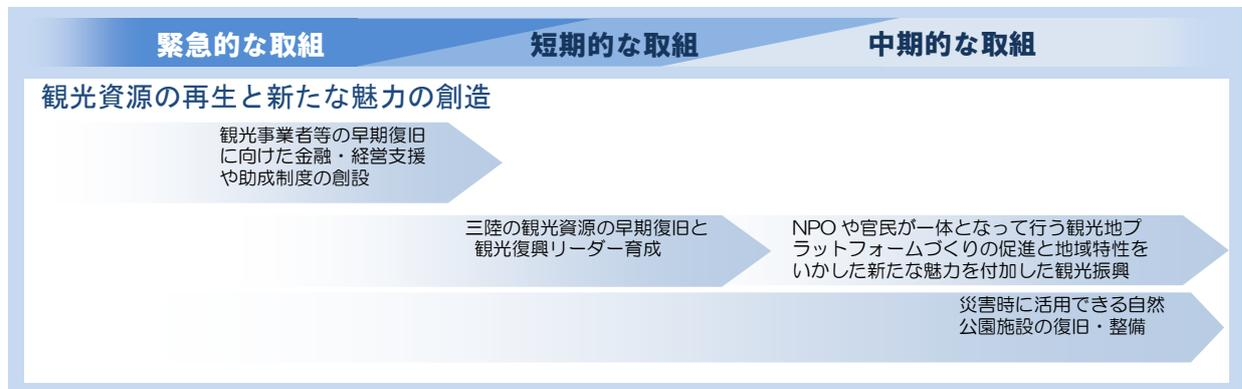 緊急的な取組 短期的な取組 中期的な取組
観光資源の再生と新たな魅力の創造
観光事業者等の早期復旧
に向けた金融・経営支援
や助成制度の創設
三陸の観光資源の早期復旧と
観光復興リーダー育成
NPO や官民が一体となって行う観光地プ
ラットフォームづくりの促進と地域特性を
いかした新たな魅力を付加した観光振興
災害時に活用できる自然
公園施設の復旧・整備